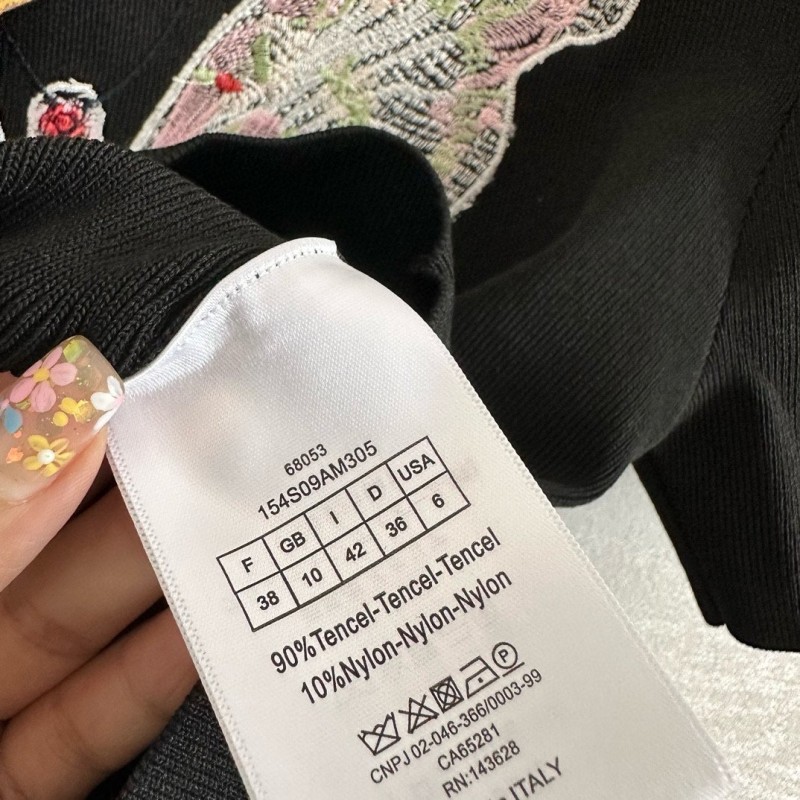 68053
154S09AM305
F GB I D USA
38 10 42 36 6
90%Tencel-Tencel-Tencel
10%Nylon-Nylon-Nylon
P
CNPJ 02-046-366/0003-99
CA65281
RN:143628
ITALY